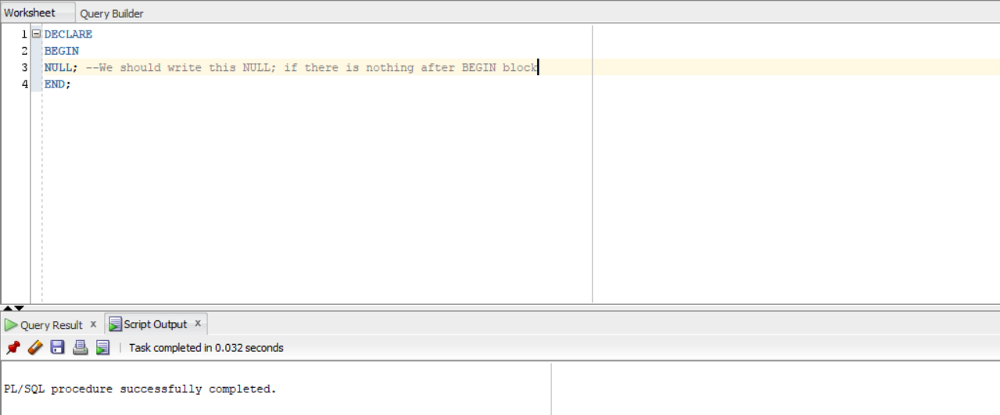 Worksheet Query Builder
1 DECLARE
2 BEGIN
3 NULL; --We should write this NULL; if there is nothing after BEGIN block
4 END;
Query Result x Script Output x
Task completed in 0.032 seconds
PL/SQL procedure successfully completed.